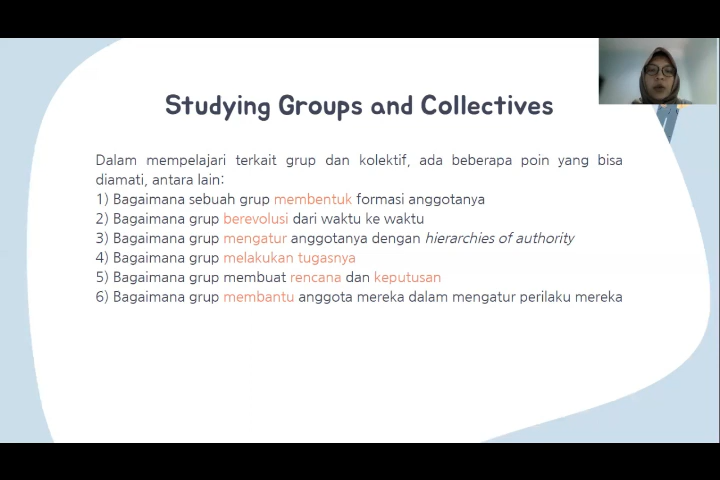 Studying Groups and Collectives
Dalam mempelajari terkait grup dan kolektif, ada beberapa poin yang bisa
diamati, antara lain:
1) Bagaimana sebuah grup membentuk formasi anggotanya
2) Bagaimana grup berevolusi dari waktu ke waktu
3) Bagaimana grup mengatur anggotanya dengan hierarchies of authority
4) Bagaimana grup melakukan tugasnya
5) Bagaimana grup membuat rencana dan keputusan
6) Bagaimana grup membantu anggota mereka dalam mengatur perilaku mereka